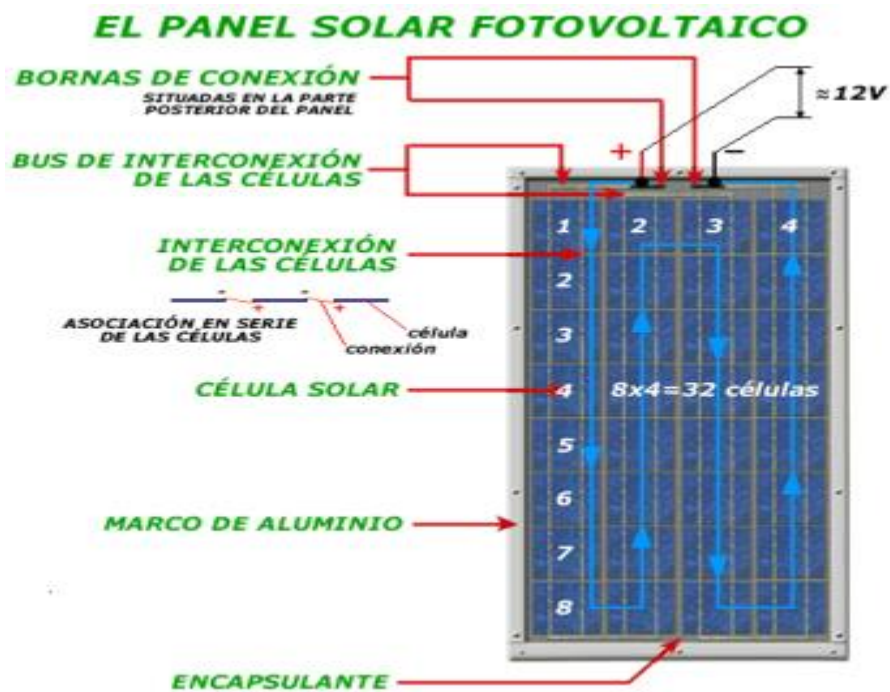 EL PANEL SOLAR FOTOVOLTAICO
BORNAS DE CONEXIÓN
SITUADAS EN LA PARTE
POSTERIOR DEL PANEL
≈ 12V
+ −
BUS DE INTERCONEXIÓN
DE LAS CÉLULAS
1 2 3 4
INTERCONEXIÓN
DE LAS CÉLULAS
2
- + - +
ASOCIACIÓN EN SERIE
DE LAS CÉLULAS
célula
conexión
3
CÉLULA SOLAR
4 8x4=32 células
5
6
MARCO DE ALUMINIO
7
8
ENCAPSULANTE